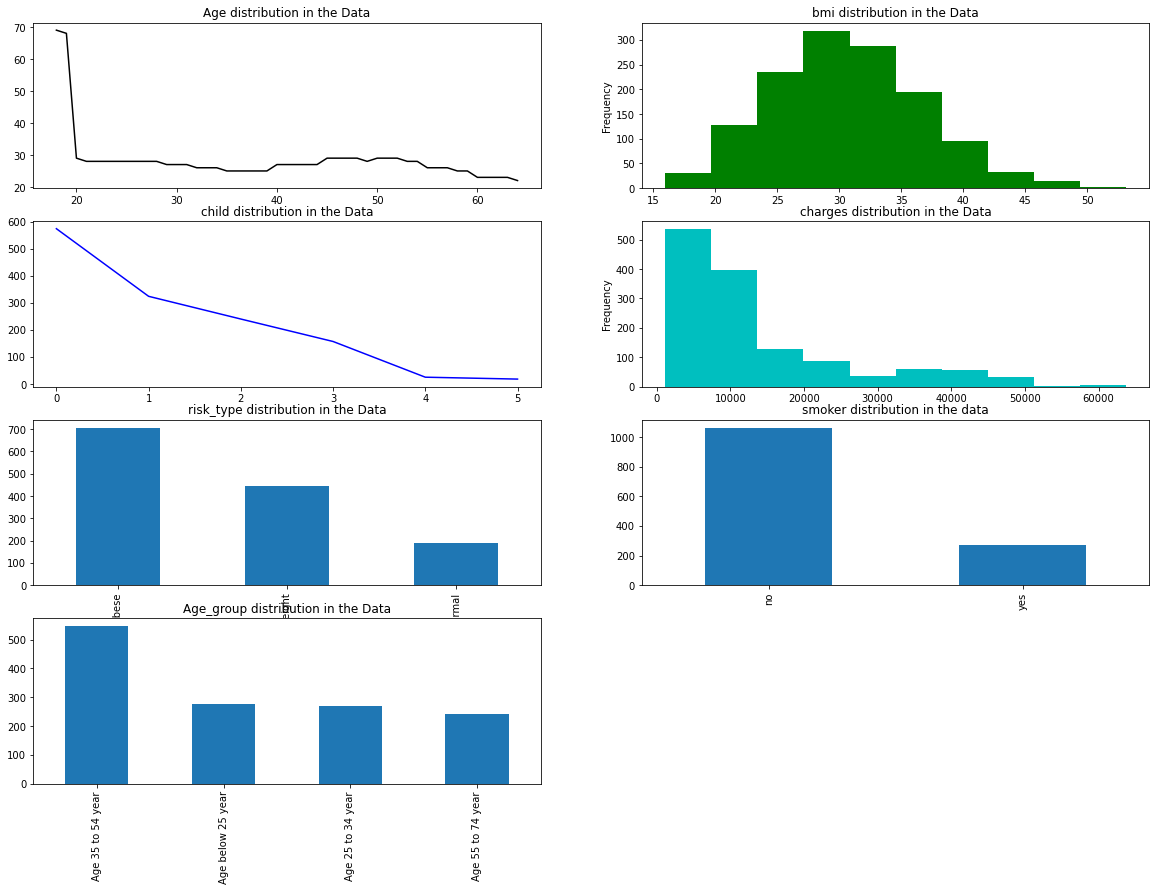 Age distribution in the Data
70
60
50
40
30
20
20 30 40 50 60
bmi distribution in the Data
Frequency
300
250
200
150
100
50
0
15 20 25 30 35 40 45 50
child distribution in the Data
600
500
400
300
200
100
0
0 1 2 3 4 5
charges distribution in the Data
Frequency
500
400
300
200
100
0
0 10000 20000 30000 40000 50000 60000
risk_type distribution in the Data
700
600
500
400
300
200
100
0
bese
eight
rmal
smoker distribution in the data
1000
800
600
400
200
0
no
yes
Age_group distribution in the Data
500
400
300
200
100
0
Age 35 to 54 year
Age below 25 year
Age 25 to 34 year
Age 55 to 74 year